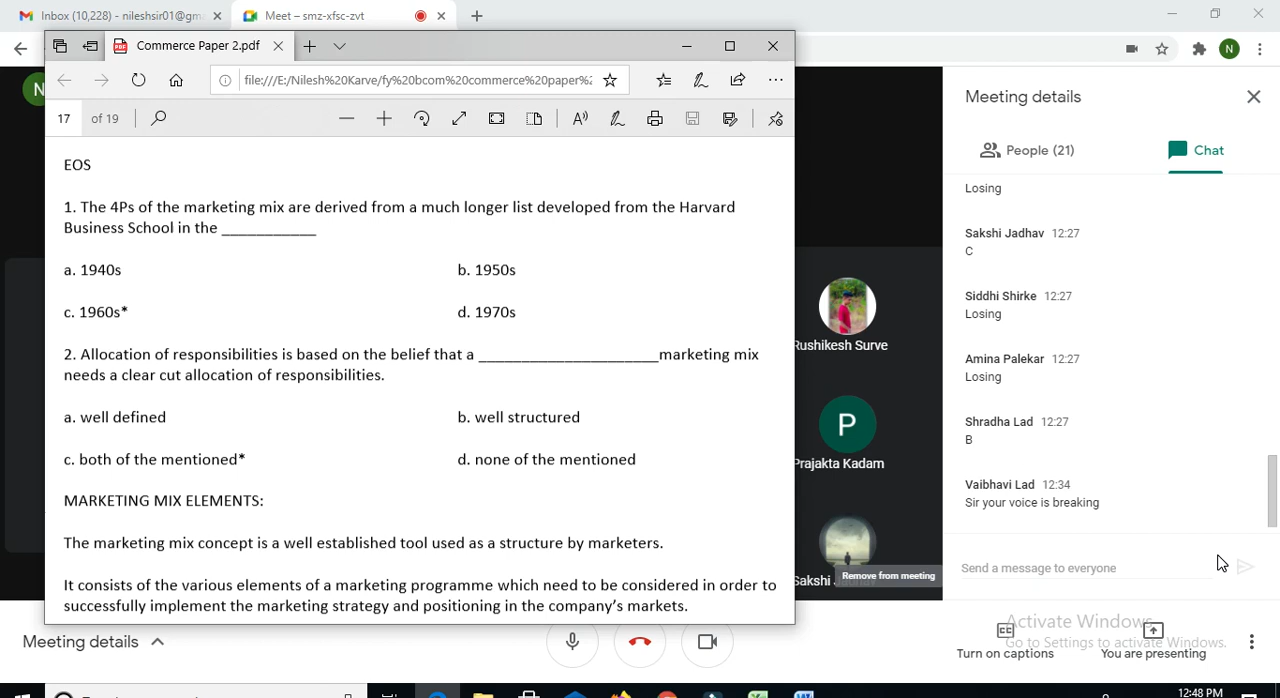 Inbox (10,228) - nileshsir01@gm
Meet – smz-xfsc-zvt
Commerce Paper 2.pdf
file:///E:/Nilesh%20Karve/fy%20bcom%20commerce%20paper%2
N
17 of 19
EOS
1. The 4Ps of the marketing mix are derived from a much longer list developed from the Harvard
Business School in the ___________
a. 1940s b. 1950s
c. 1960s* d. 1970s
2. Allocation of responsibilities is based on the belief that a _____________________marketing mix
needs a clear cut allocation of responsibilities.
a. well defined b. well structured
c. both of the mentioned* d. none of the mentioned
MARKETING MIX ELEMENTS:
The marketing mix concept is a well established tool used as a structure by marketers.
It consists of the various elements of a marketing programme which need to be considered in order to
successfully implement the marketing strategy and positioning in the company's markets.
N
Rushikesh Surve
P
Prajakta Kadam
Sakshi
Remove from meeting
Meeting details
People (21) Chat
Losing
Sakshi Jadhav 12:27
C
Siddhi Shirke 12:27
Losing
Amina Palekar 12:27
Losing
Shradha Lad 12:27
B
Vaibhavi Lad 12:34
Sir your voice is breaking
Send a message to everyone
Meeting details
Turn on captions
You are presenting
Activate Windows
Go to Settings to activate Windows.
12:48 PM